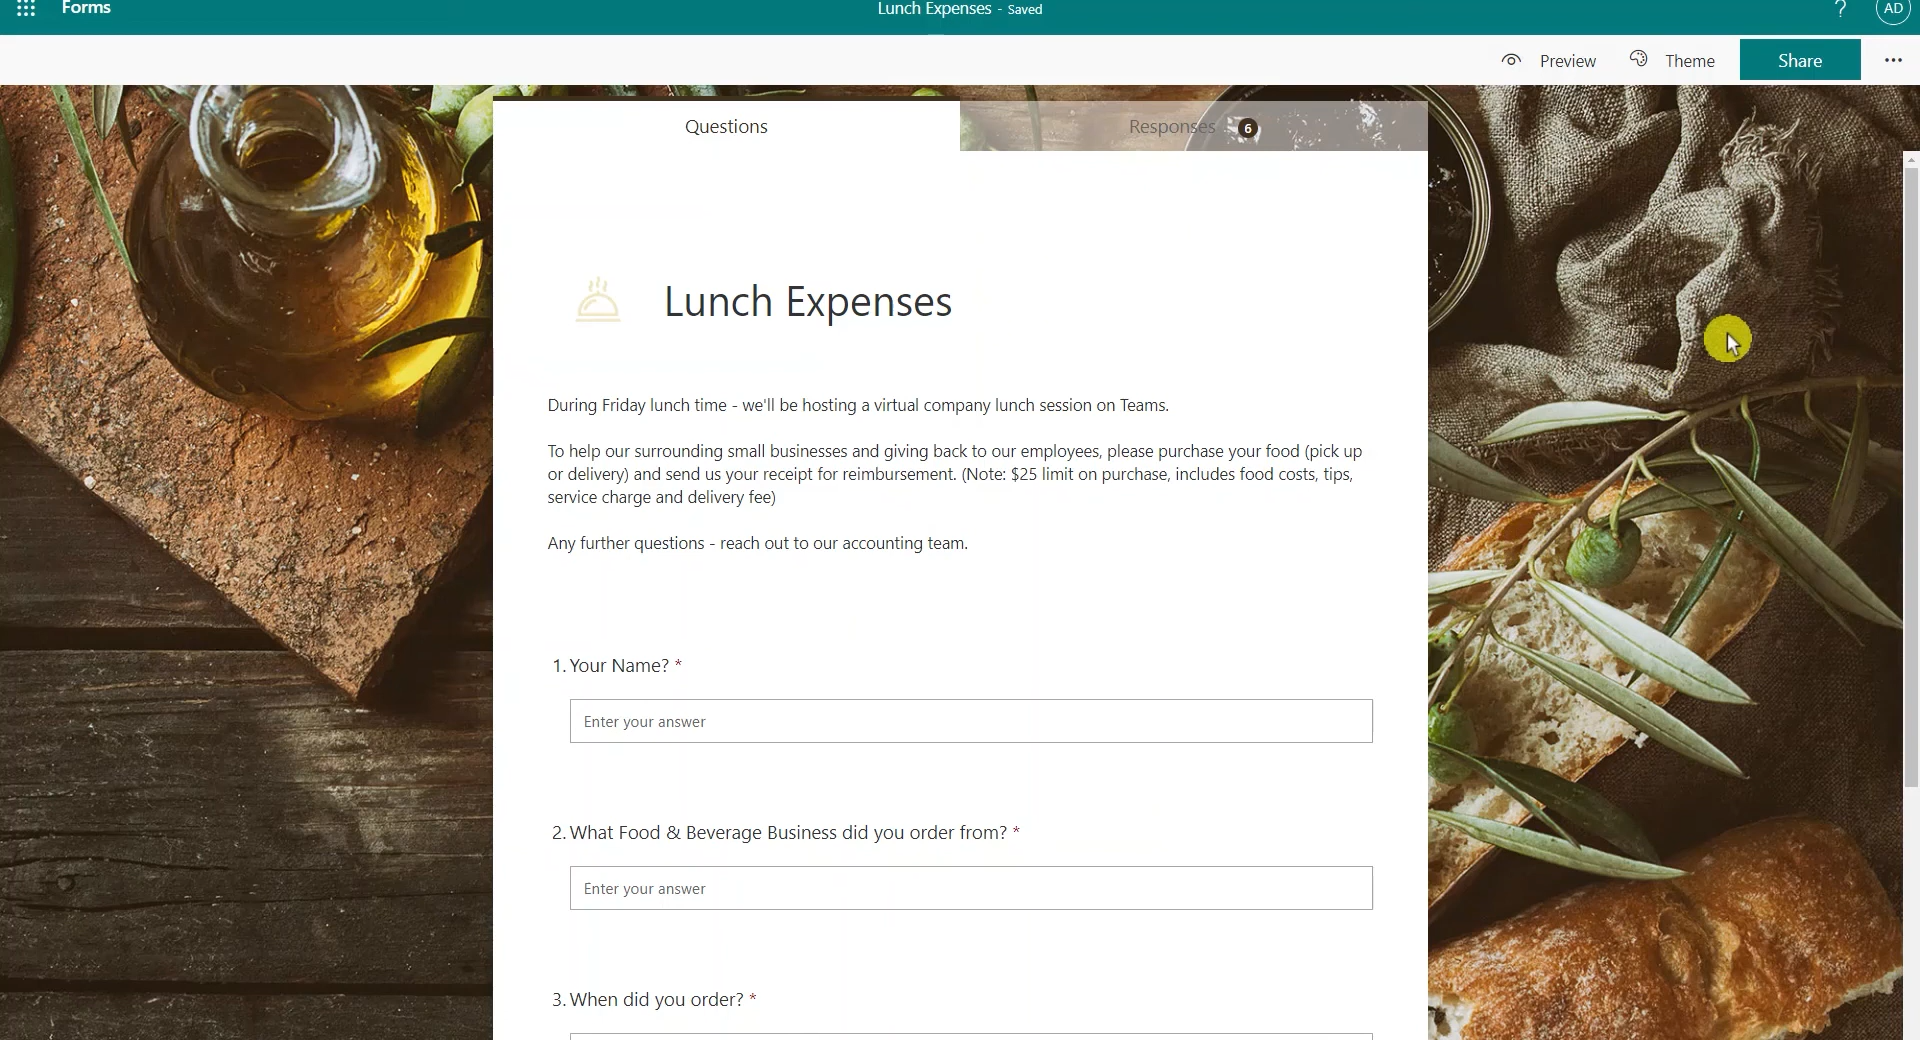 Forms
Lunch Expenses - Saved
?
AD
Preview
Theme
Share
Questions
Responses 6
Lunch Expenses
During Friday lunch time - we'll be hosting a virtual company lunch session on Teams.
To help our surrounding small businesses and giving back to our employees, please purchase your food (pick up
or delivery) and send us your receipt for reimbursement. (Note: $25 limit on purchase, includes food costs, tips,
service charge and delivery fee)
Any further questions - reach out to our accounting team.
1. Your Name? *
Enter your answer
2. What Food & Beverage Business did you order from? *
Enter your answer
3. When did you order? *